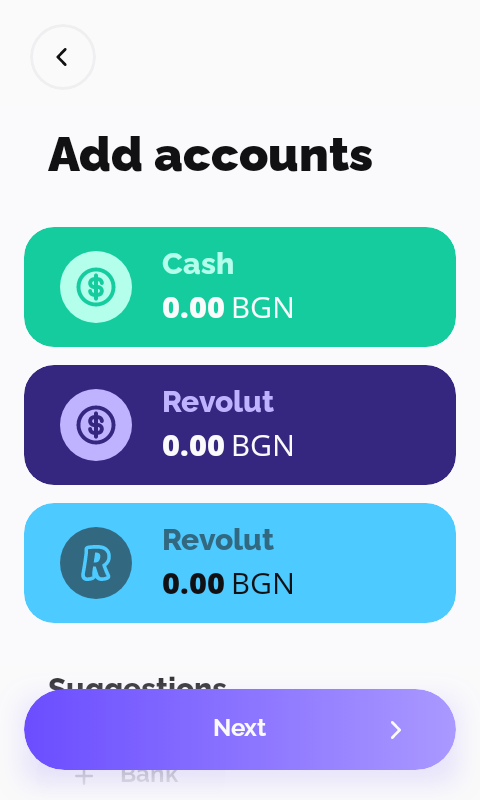 Add accounts
Cash
0.00 BGN
Revolut
0.00 BGN
Revolut
0.00 BGN
Suggestions
Next
Bank